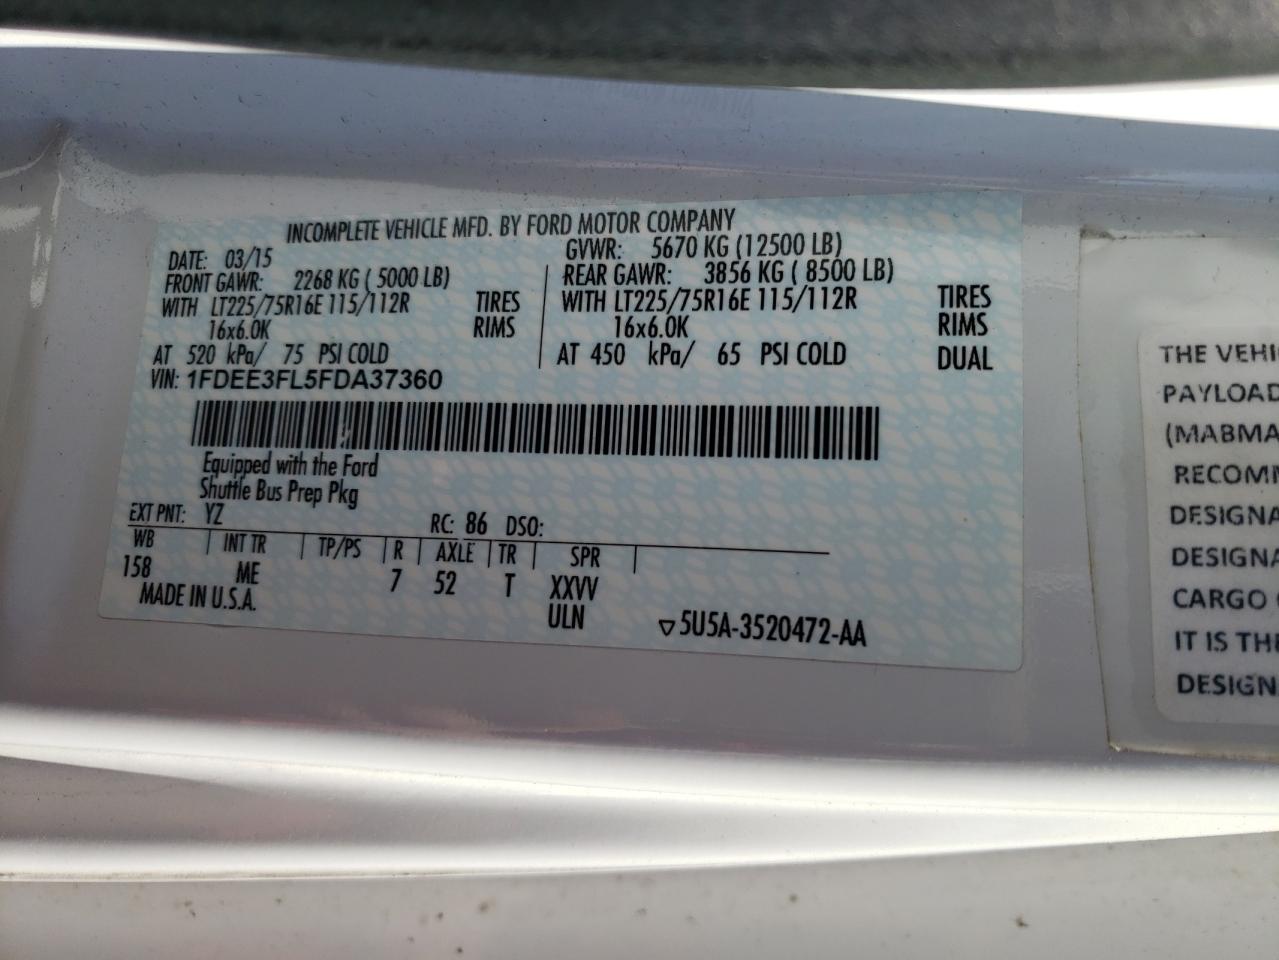 INCOMPLETE VEHICLE MFD. BY FORD MOTOR COMPANY
DATE: 03/15
FRONT GAWR: 2268 KG ( 5000 LB)
WITH LT225/75R16E 115/112R TIRES
16x6.0K RIMS
AT 520 kPa/ 75 PSI COLD
GVWR: 5670 KG (12500 LB)
REAR GAWR: 3856 KG ( 8500 LB)
WITH LT225/75R16E 115/112R TIRES
16x6.0K RIMS
AT 450 kPa/ 65 PSI COLD DUAL
VIN: 1FDEE3FL5FDA37360
Equipped with the Ford
Shuttle Bus Prep Pkg
EXT PNT: YZ RC: 86 DSO:
WB INT TR TP/PS R AXLE TR SPR
158 ME 7 52 T XXVV
MADE IN U.S.A. ULN
5U5A-3520472-AA
THE VEHI
PAYLOAD
(MABMA
RECOMM
DESIGNA
DESIGNA
CARGO
IT IS THE
DESIGN